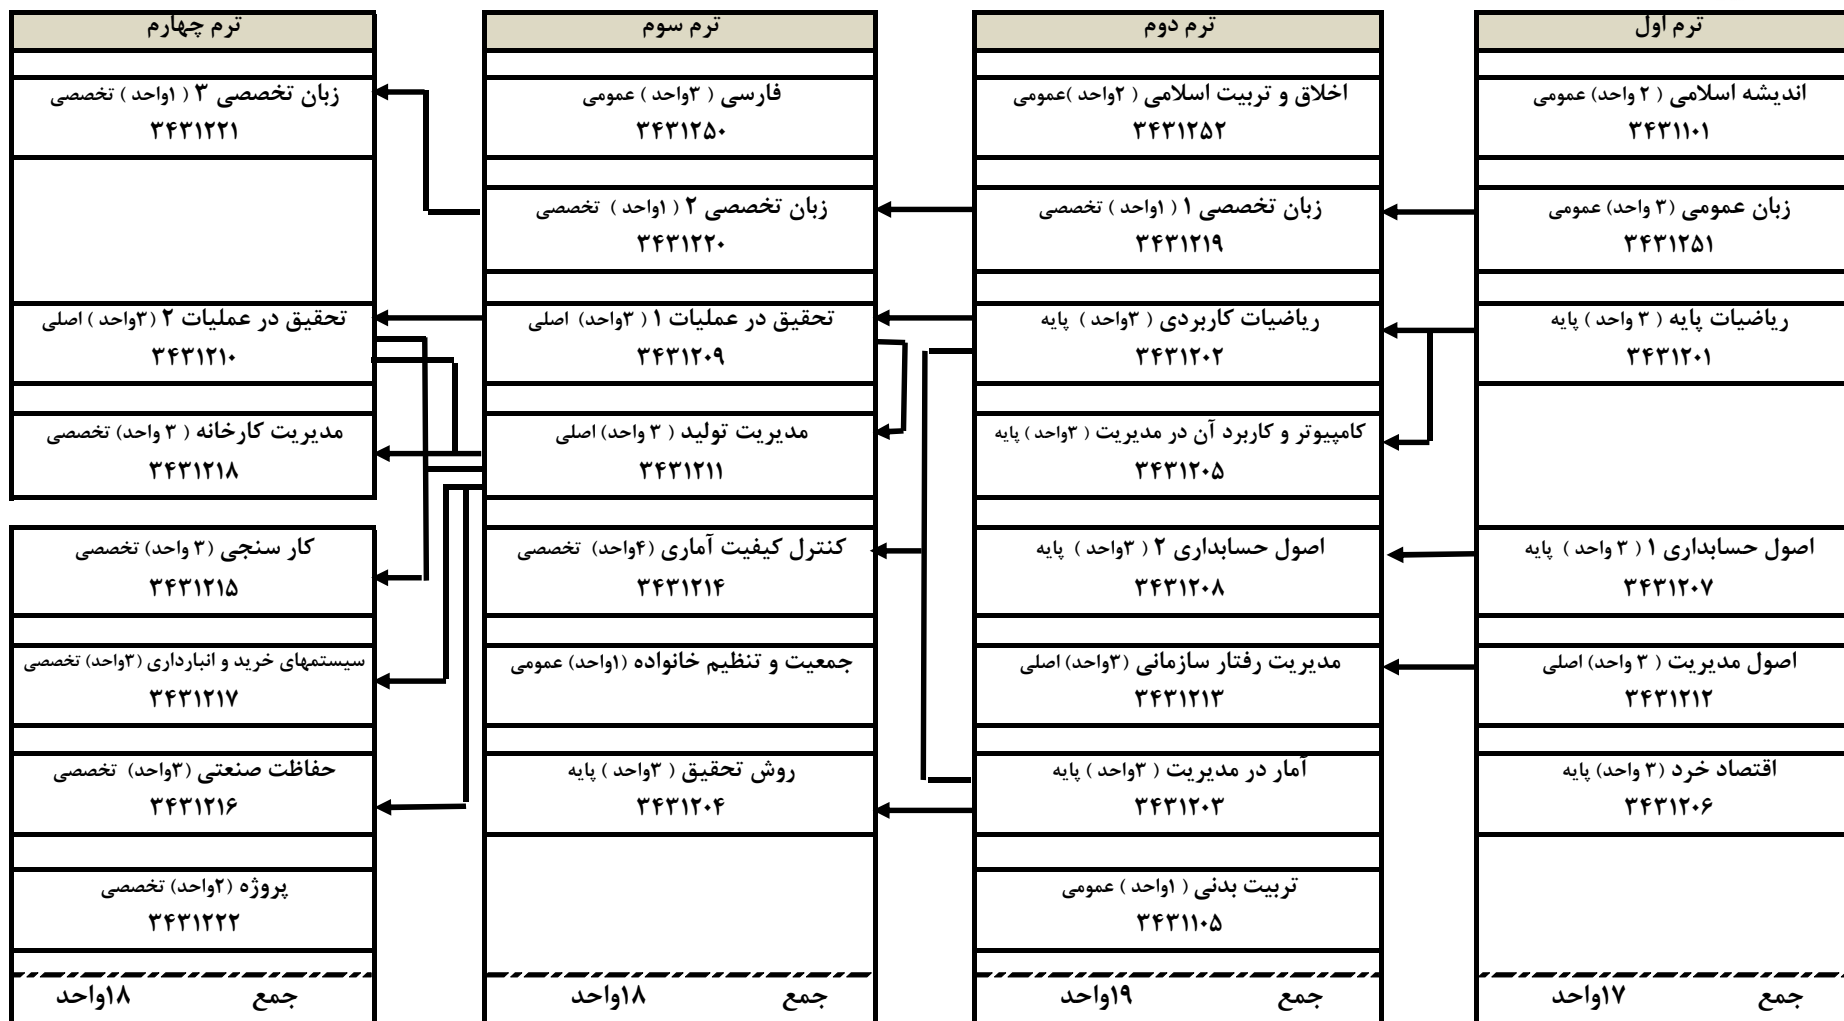 ترم اول
اندیشه اسلامی ( ۲ واحد) عمومی
۳۴۳۱۱۰۱
زبان عمومی (۳ واحد) عمومی
۳۴۳۱۲۵۱
ریاضیات پایه ( ۳ واحد ) پایه
۳۴۳۱۲۰۱
اصول حسابداری ۱ ( ۳ واحد ) پایه
۳۴۳۱۲۰۷
اصول مدیریت ( ۳ واحد) اصلی
۳۴۳۱۲۱۲
اقتصاد خرد (۳ واحد) پایه
۳۴۳۱۲۰۶
جمع ۱۷واحد
ترم دوم
اخلاق و تربیت اسلامی ( ۲واحد )عمومی
۳۴۳۱۲۵۲
زبان تخصصی ۱ ( ۱واحد ) تخصصی
۳۴۳۱۲۱۹
ریاضیات کاربردی ( ۳واحد ) پایه
۳۴۳۱۲۰۲
کامپیوتر و کاربرد آن در مدیریت ( ۳واحد ) پایه
۳۴۳۱۲۰۵
اصول حسابداری ۲ ( ۳واحد ) پایه
۳۴۳۱۲۰۸
مدیریت رفتار سازمانی (۳واحد) اصلی
۳۴۳۱۲۱۳
آمار در مدیریت ( ۳واحد ) پایه
۳۴۳۱۲۰۳
تربیت بدنی ( ۱واحد ) عمومی
۳۴۳۱۱۰۵
جمع ۱۹واحد
ترم سوم
فارسی ( ۳واحد ) عمومی
۳۴۳۱۲۵۰
زبان تخصصی ۲ ( ۱واحد ) تخصصی
۳۴۳۱۲۲۰
تحقیق در عملیات ۱ ( ۳واحد) اصلی
۳۴۳۱۲۰۹
مدیریت تولید ( ۳ واحد) اصلی
۳۴۳۱۲۱۱
کنترل کیفیت آماری (۴واحد) تخصصی
۳۴۳۱۲۱۴
جمعیت و تنظیم خانواده (۱واحد) عمومی
روش تحقیق ( ۳واحد ) پایه
۳۴۳۱۲۰۴
جمع ۱۸واحد
ترم چهارم
زبان تخصصی ۳ ( ۱واحد ) تخصصی
۳۴۳۱۲۲۱
تحقیق در عملیات ۲ (۳واحد ) اصلی
۳۴۳۱۲۱۰
مدیریت کارخانه ( ۳ واحد) تخصصی
۳۴۳۱۲۱۸
کار سنجی (۳ واحد) تخصصی
۳۴۳۱۲۱۵
سیستمهای خرید و انبارداری (۳واحد) تخصصی
۳۴۳۱۲۱۷
حفاظت صنعتی (۳واحد) تخصصی
۳۴۳۱۲۱۶
پروژه (۲واحد) تخصصی
۳۴۳۱۲۲۲
جمع ۱۸واحد